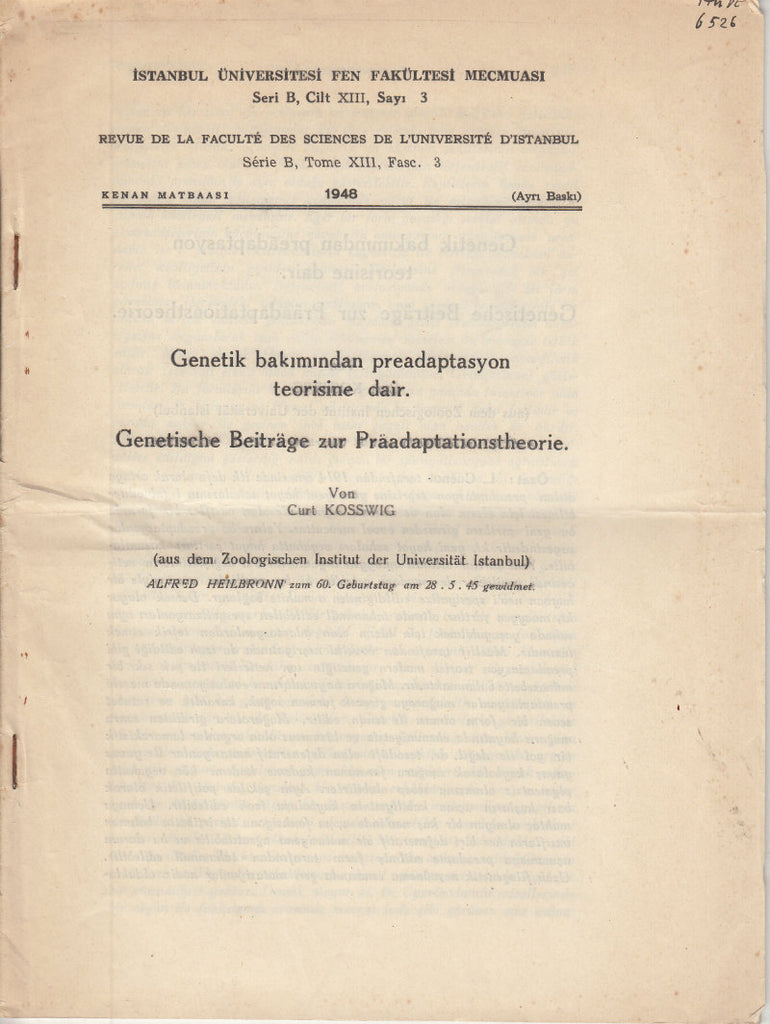 6526
İSTANBUL ÜNİVERSİTESİ FEN FAKÜLTESİ MECMUASI
Seri B, Cilt XIII, Sayı 3
REVUE DE LA FACULTÉ DES SCIENCES DE L'UNIVERSITÉ D'ISTANBUL
Série B, Tome XIII, Fasc. 3
KENAN MATBAASI 1948 (Ayrı Baskı)
Genetik bakımından preadaptasyon
teorisine dair.
Genetische Beiträge zur Präadaptationstheorie.
Von
Curt KOSSWIG
(aus dem Zoologischen Institut der Universität Istanbul)
ALFRED HEILBRONN zum 60. Geburtstag am 28 . 5 . 45 gewidmet.